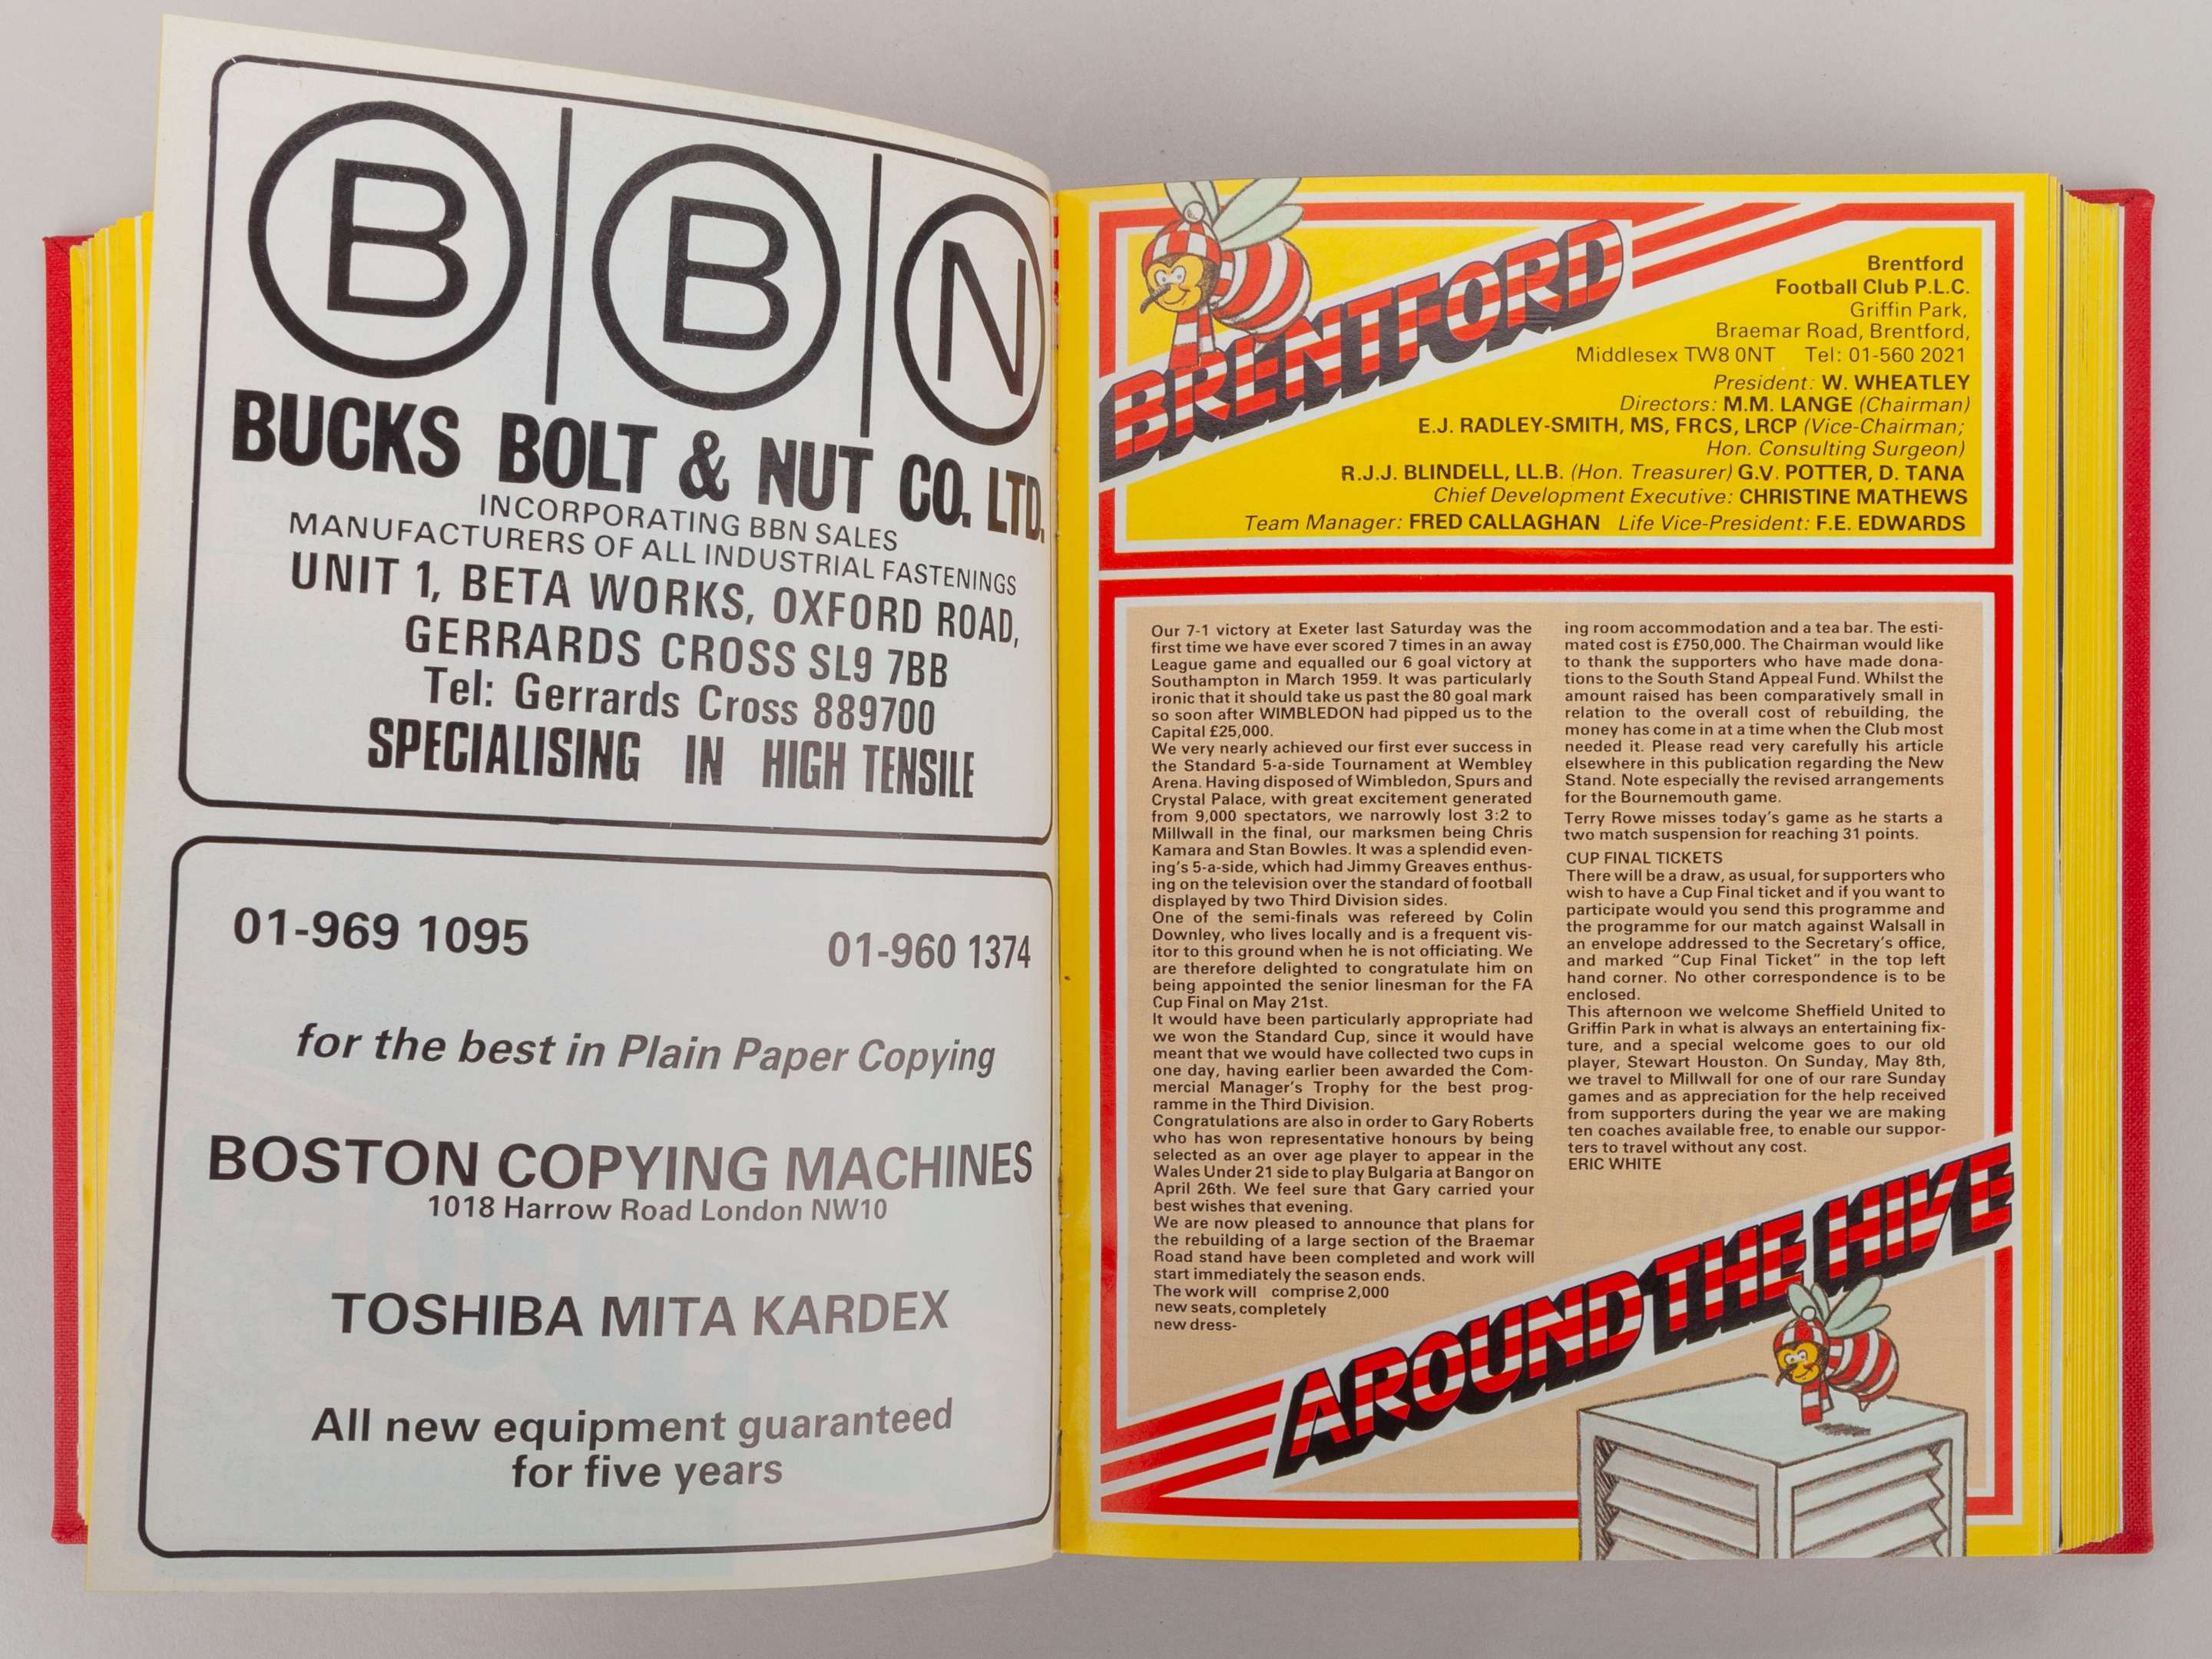 B B N
BUCKS BOLT & NUT CO. LTD.
INCORPORATING BBN SALES
MANUFACTURERS OF ALL INDUSTRIAL FASTENINGS
UNIT 1, BETA WORKS, OXFORD ROAD,
GERRARDS CROSS SL9 7BB
Tel: Gerrards Cross 889700
SPECIALISING IN HIGH TENSILE
01-969 1095 01-960 1374
for the best in Plain Paper Copying
BOSTON COPYING MACHINES
1018 Harrow Road London NW10
TOSHIBA MITA KARDEX
All new equipment guaranteed
for five years
BRENTFORD
Brentford
Football Club P.L.C.
Griffin Park,
Braemar Road, Brentford,
Middlesex TW8 0NT Tel: 01-560 2021
President: W. WHEATLEY
Directors: M.M. LANGE (Chairman)
E.J. RADLEY-SMITH, MS, FRCS, LRCP (Vice-Chairman;
Hon. Consulting Surgeon)
R.J.J. BLINDELL, LL.B. (Hon. Treasurer) G.V. POTTER, D. TANA
Chief Development Executive: CHRISTINE MATHEWS
Team Manager: FRED CALLAGHAN Life Vice-President: F.E. EDWARDS
Our 7-1 victory at Exeter last Saturday was the
first time we have ever scored 7 times in an away
League game and equalled our 6 goal victory at
Southampton in March 1959. It was particularly
ironic that it should take us past the 80 goal mark
so soon after WIMBLEDON had pipped us to the
Capital £25,000.
We very nearly achieved our first ever success in
the Standard 5-a-side Tournament at Wembley
Arena. Having disposed of Wimbledon, Spurs and
Crystal Palace, with great excitement generated
from 9,000 spectators, we narrowly lost 3:2 to
Millwall in the final, our marksmen being Chris
Kamara and Stan Bowles. It was a splendid even-
ing's 5-a-side, which had Jimmy Greaves enthus-
ing on the television over the standard of football
displayed by two Third Division sides.
One of the semi-finals was refereed by Colin
Downley, who lives locally and is a frequent vis-
itor to this ground when he is not officiating. We
are therefore delighted to congratulate him on
being appointed the senior linesman for the FA
Cup Final on May 21st.
It would have been particularly appropriate had
we won the Standard Cup, since it would have
meant that we would have collected two cups in
one day, having earlier been awarded the Com-
mercial Manager's Trophy for the best prog-
ramme in the Third Division.
Congratulations are also in order to Gary Roberts
who has won representative honours by being
selected as an over age player to appear in the
Wales Under 21 side to play Bulgaria at Bangor on
April 26th. We feel sure that Gary carried your
best wishes that evening.
We are now pleased to announce that plans for
the rebuilding of a large section of the Braemar
Road stand have been completed and work will
start immediately the season ends.
The work will comprise 2,000
new seats, completely
new dress-
ing room accommodation and a tea bar. The esti-
mated cost is £750,000. The Chairman would like
to thank the supporters who have made dona-
tions to the South Stand Appeal Fund. Whilst the
amount raised has been comparatively small in
relation to the overall cost of rebuilding, the
money has come in at a time when the Club most
needed it. Please read very carefully his article
elsewhere in this publication regarding the New
Stand. Note especially the revised arrangements
for the Bournemouth game.
Terry Rowe misses today's game as he starts a
two match suspension for reaching 31 points.
CUP FINAL TICKETS
There will be a draw, as usual, for supporters who
wish to have a Cup Final ticket and if you want to
participate would you send this programme and
the programme for our match against Walsall in
an envelope addressed to the Secretary's office,
and marked "Cup Final Ticket" in the top left
hand corner. No other correspondence is to be
enclosed.
This afternoon we welcome Sheffield United to
Griffin Park in what is always an entertaining fix-
ture, and a special welcome goes to our old
player, Stewart Houston. On Sunday, May 8th,
we travel to Millwall for one of our rare Sunday
games and as appreciation for the help received
from supporters during the year we are making
ten coaches available free, to enable our suppor-
ters to travel without any cost.
ERIC WHITE
AROUND THE HIVE